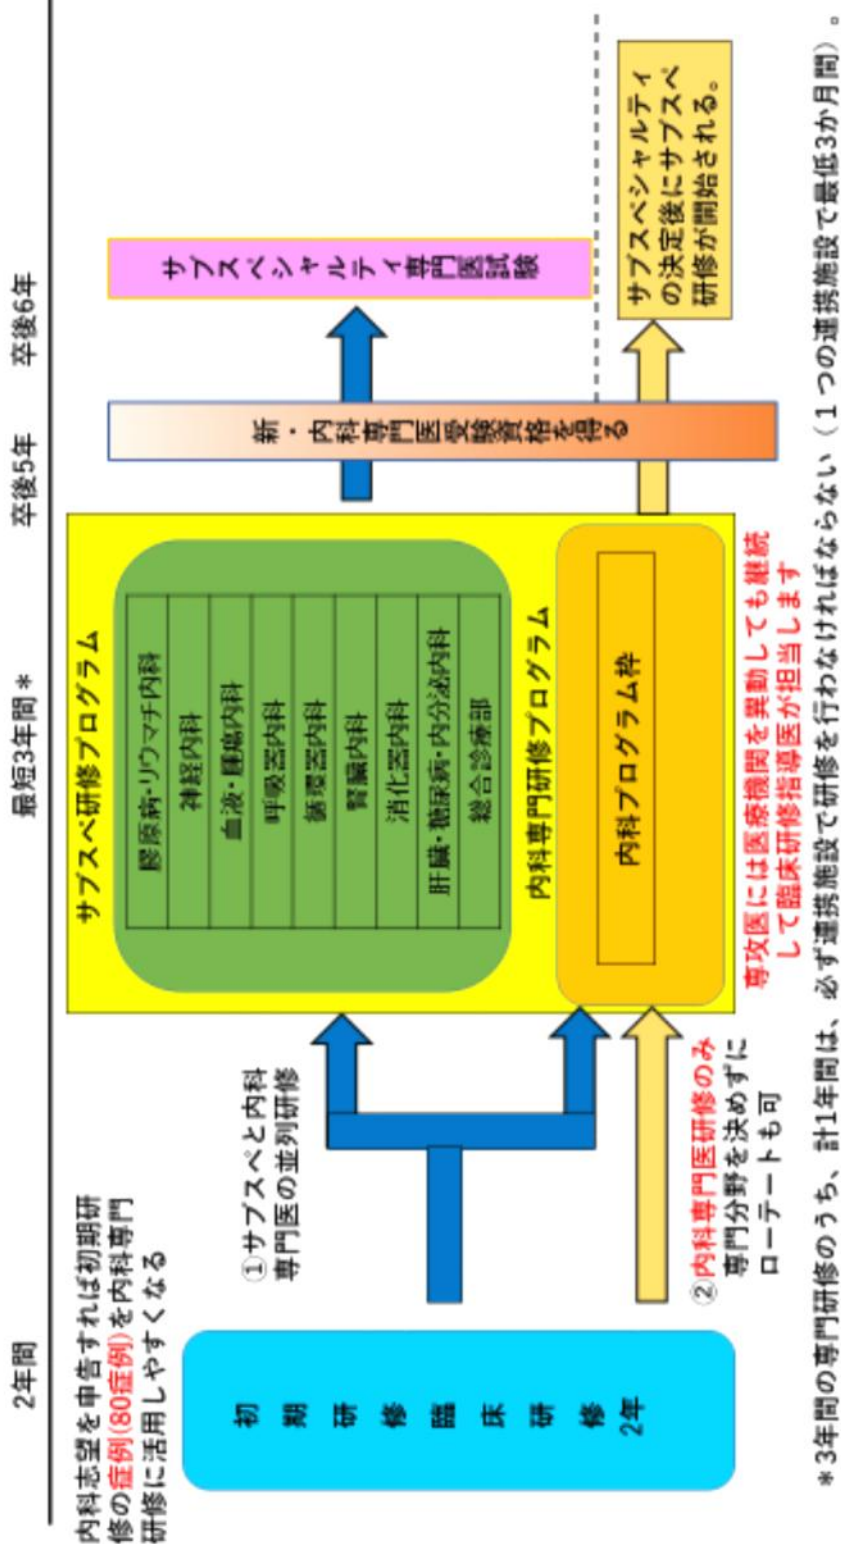 2年間
最短3年間＊
卒後5年
卒後6年
内科志望を申告すれば初期研
修の症例(80症例)を内科専門
研修に活用しやすくなる
初期研修臨床研修
2年
①サブスペと内科
専門医の並列研修
②内科専門医研修のみ
専門分野を決めずに
ローテートも可
サブスペ研修プログラム
膠原病・リウマチ内科
神経内科
血液・腫瘍内科
呼吸器内科
循環器内科
腎臓内科
消化器内科
肝臓・糖尿病・内分泌内科
総合診療部
内科専門研修プログラム
内科プログラム枠
専攻医には医療機関を異動しても継続
して臨床研修指導医が担当します
新・内科専門医受験資格を得る
サブスペシャルティ専門医試験
サブスペシャルティ
の決定後にサブスペ
研修が開始される。
＊3年間の専門研修のうち、計1年間は、必ず連携施設で研修を行わなければならない（１つの連携施設で最低3か月間）。